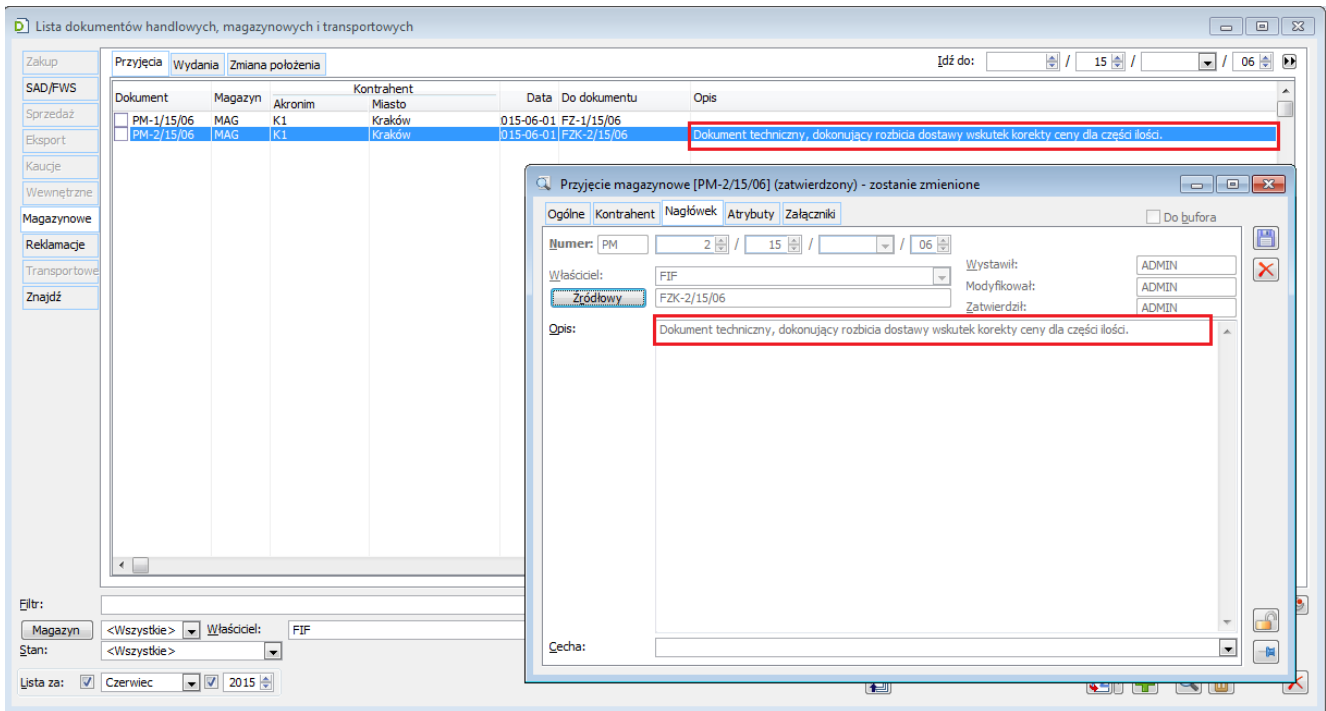 Lista dokumentów handlowych, magazynowych i transportowych
Zakup
SAD/FWS
Sprzedaż
Eksport
Kaucje
Wewnętrzne
Magazynowe
Reklamacje
Transportowe
Znajdź
Przyjęcia Wydania Zmiana położenia
Idź do: / 15 / / 06
Dokument Magazyn Kontrahent Data Do dokumentu Opis
Akronim Miasto
PM-1/15/06 MAG K1 Kraków 015-06-01 FZ-1/15/06
PM-2/15/06 MAG K1 Kraków 015-06-01 FZK-2/15/06 Dokument techniczny, dokonujący rozbicia dostawy wskutek korekty ceny dla części ilości.
Przyjęcie magazynowe [PM-2/15/06] (zatwierdzony) - zostanie zmienione
Ogólne Kontrahent Nagłówek Atrybuty Załączniki
Do bufora
Numer: PM 2 / 15 / / 06
Właściciel: FIF
Źródłowy FZK-2/15/06
Wystawił: ADMIN
Modyfikował: ADMIN
Zatwierdził: ADMIN
Opis: Dokument techniczny, dokonujący rozbicia dostawy wskutek korekty ceny dla części ilości.
Cecha:
Filtr:
Magazyn <Wszystkie> Właściciel: FIF
Stan: <Wszystkie>
Lista za: Czerwiec 2015